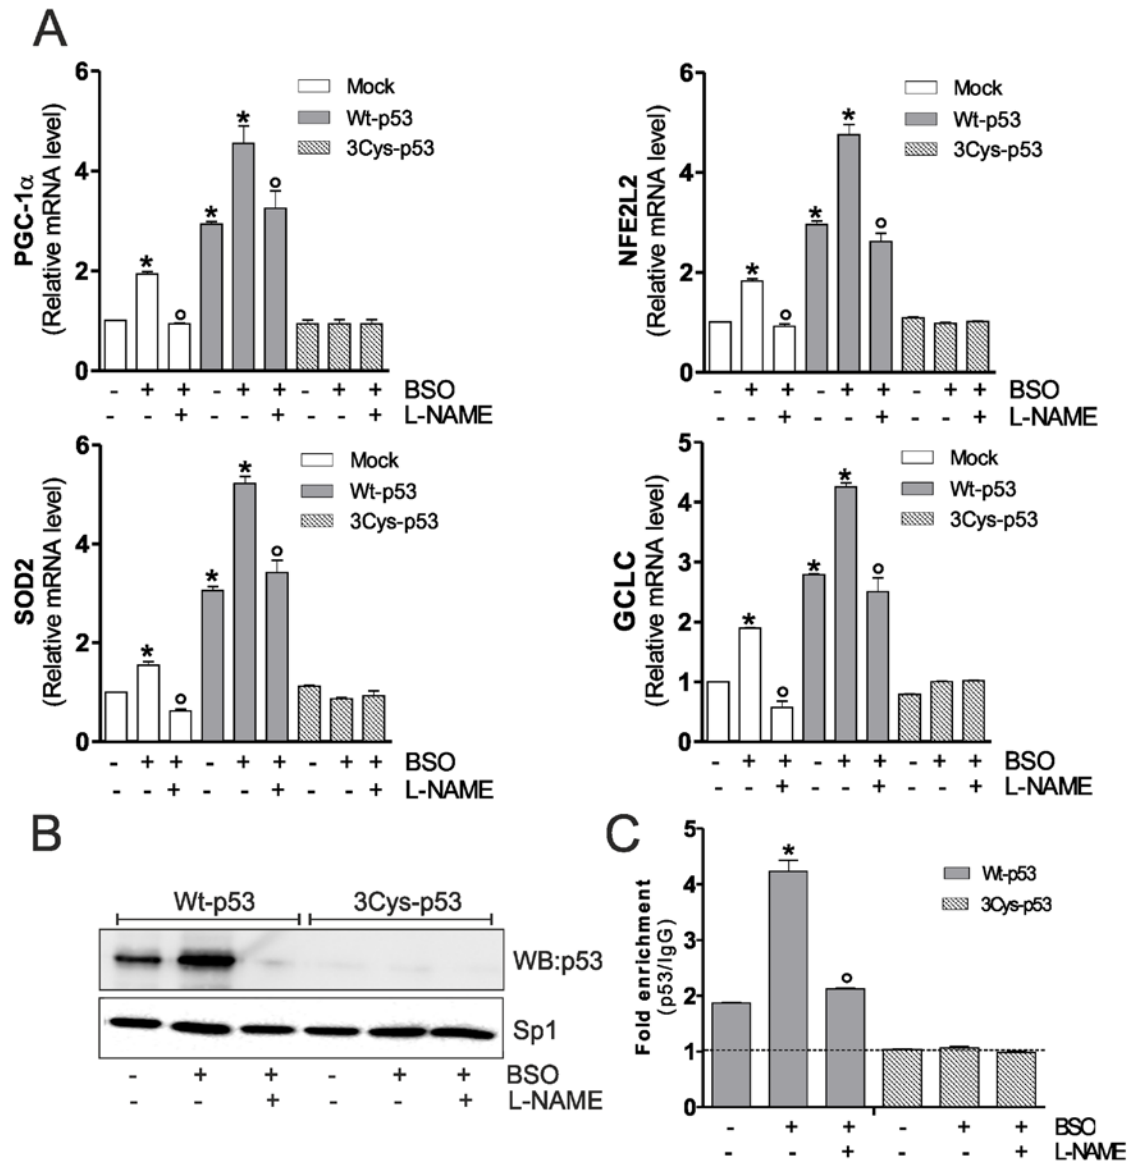 A
6
4
2
0
PGC-1α
(Relative mRNA level)
Mock
Wt-p53
3Cys-p53
* o * * o
- + + - + + - + + BSO
- - + - - + - - + L-NAME
6
4
2
0
NFE2L2
(Relative mRNA level)
Mock
Wt-p53
3Cys-p53
* o * * o
- + + - + + - + + BSO
- - + - - + - - + L-NAME
6
4
2
0
SOD2
(Relative mRNA level)
Mock
Wt-p53
3Cys-p53
* o * * o
- + + - + + - + + BSO
- - + - - + - - + L-NAME
5
4
3
2
1
0
GCLC
(Relative mRNA level)
Mock
Wt-p53
3Cys-p53
* o * * o
- + + - + + - + + BSO
- - + - - + - - + L-NAME
B
Wt-p53 3Cys-p53
WB:p53
Sp1
- + + - + + BSO
- - + - - + L-NAME
C
5
4
3
2
1
0
Fold enrichment
(p53/IgG)
Wt-p53
3Cys-p53
* o
- + + - + + BSO
- - + - - + L-NAME